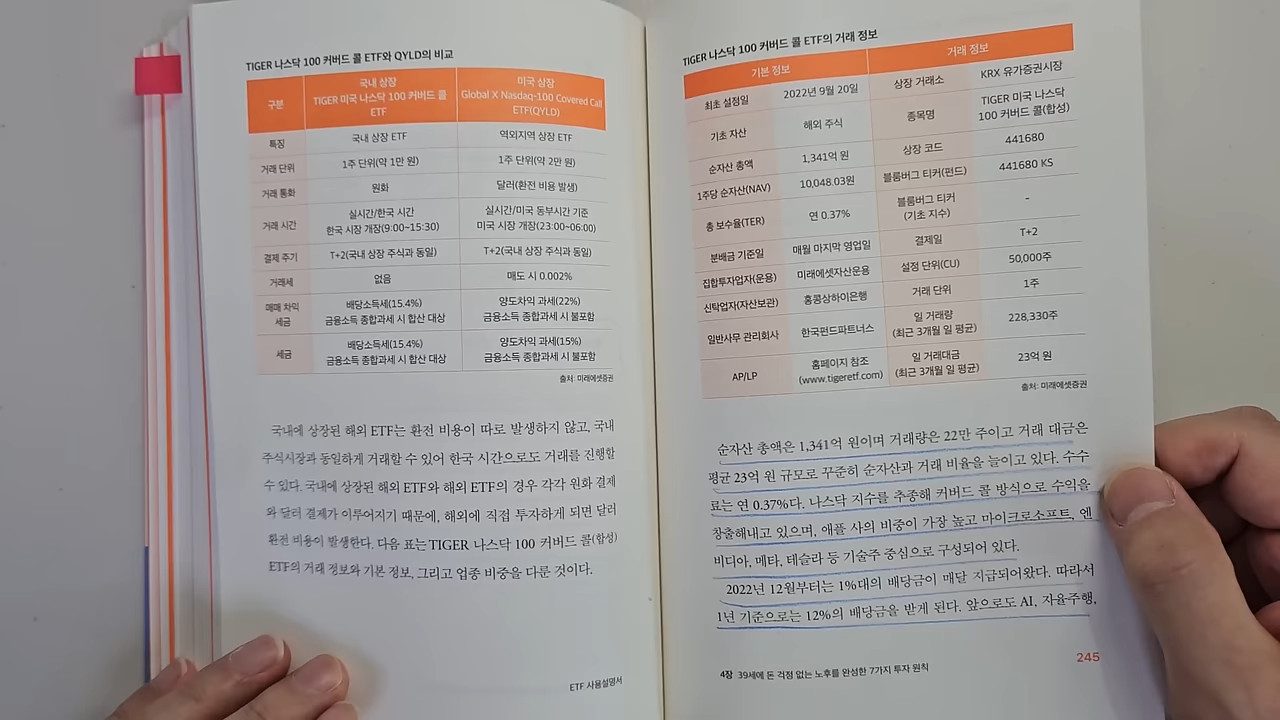 TIGER 나스닥 100 커버드 콜 ETF와 QYLD의 비교
구분
국내 상장
TIGER 미국 나스닥 100 커버드 콜
ETF
미국 상장
Global X Nasdaq-100 Covered Call
ETF(QYLD)
특징
국내 상장 ETF
역외지역 상장 ETF
거래 단위
1주 단위(약 1만 원)
1주 단위(약 2만 원)
거래 통화
원화
달러(환전 비용 발생)
거래 시간
실시간/한국 시간
한국 시장 개장(9:00~15:30)
실시간/미국 동부시간 기준
미국 시장 개장(23:00~06:00)
결제 주기
T+2(국내 상장 주식과 동일)
T+2(국내 상장 주식과 동일)
거래세
없음
매도 시 0.002%
매매 차익
세금
배당소득세(15.4%)
금융소득 종합과세 시 합산 대상
양도차익 과세(22%)
금융소득 종합과세 시 불포함
세금
배당소득세(15.4%)
금융소득 종합과세 시 합산 대상
양도차익 과세(15%)
금융소득 종합과세 시 불포함
출처: 미래에셋증권
국내에 상장된 해외 ETF는 환전 비용이 따로 발생하지 않고, 국내
주식시장과 동일하게 거래할 수 있어 한국 시간으로도 거래를 진행할
수 있다. 국내에 상장된 해외 ETF와 해외 ETF의 경우 각각 원화 결제
와 달러 결제가 이루어지기 때문에, 해외에 직접 투자하게 되면 달러
환전 비용이 발생한다. 다음 표는 TIGER 나스닥 100 커버드 콜(합성)
ETF의 거래 정보와 기본 정보, 그리고 업종 비중을 다룬 것이다.
ETF 사용설명서
TIGER 나스닥 100 커버드 콜 ETF의 거래 정보
기본 정보
거래 정보
최초 설정일
2022년 9월 20일
상장 거래소
KRX 유가증권시장
기초 자산
해외 주식
종목명
TIGER 미국 나스닥
100 커버드 콜(합성)
순자산 총액
1,341억 원
상장 코드
441680
1주당 순자산(NAV)
10,048.03원
블룸버그 티커(펀드)
441680 KS
총 보수율(TER)
연 0.37%
블룸버그 티커
(기초 지수)
-
분배금 기준일
매월 마지막 영업일
결제일
T+2
집합투자업자(운용)
미래에셋자산운용
설정 단위(CU)
50,000주
신탁업자(자산보관)
홍콩상하이은행
거래 단위
1주
일반사무 관리회사
한국펀드파트너스
일 거래량
(최근 3개월 일 평균)
228,330주
AP/LP
홈페이지 참조
(www.tigeretf.com)
일 거래대금
(최근 3개월 일 평균)
23억 원
출처: 미래에셋증권
순자산 총액은 1,341억 원이며 거래량은 22만 주이고 거래 대금은
평균 23억 원 규모로 꾸준히 순자산과 거래 비율을 늘이고 있다. 수수
료는 연 0.37%다. 나스닥 지수를 추종해 커버드 콜 방식으로 수익을
창출해내고 있으며, 애플 사의 비중이 가장 높고 마이크로소프트, 엔
비디아, 메타, 테슬라 등 기술주 중심으로 구성되어 있다.
2022년 12월부터는 1%대의 배당금이 매달 지급되어왔다. 따라서
1년 기준으로는 12%의 배당금을 받게 된다. 앞으로도 AI, 자율주행,
245
4장 39세에 돈 걱정 없는 노후를 완성한 7가지 투자 원칙